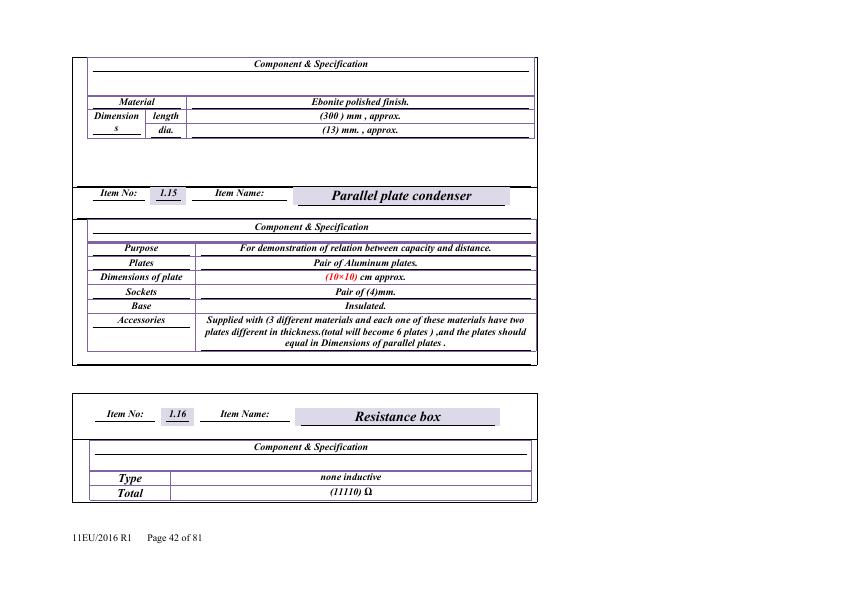 Component & Specification
Material Ebonite polished finish.
Dimension
s length (300 ) mm , approx.
dia. (13) mm. , approx.
Item No: 1.15 Item Name: Parallel plate condenser
Component & Specification
Purpose For demonstration of relation between capacity and distance.
Plates Pair of Aluminum plates.
Dimensions of plate (10×10) cm approx.
Sockets Pair of (4)mm.
Base Insulated.
Accessories Supplied with (3 different materials and each one of these materials have two
plates different in thickness.(total will become 6 plates ) ,and the plates should
equal in Dimensions of parallel plates .
Item No: 1.16 Item Name: Resistance box
Component & Specification
Type none inductive
Total (11110) Ω
11EU/2016 R1 Page 42 of 81